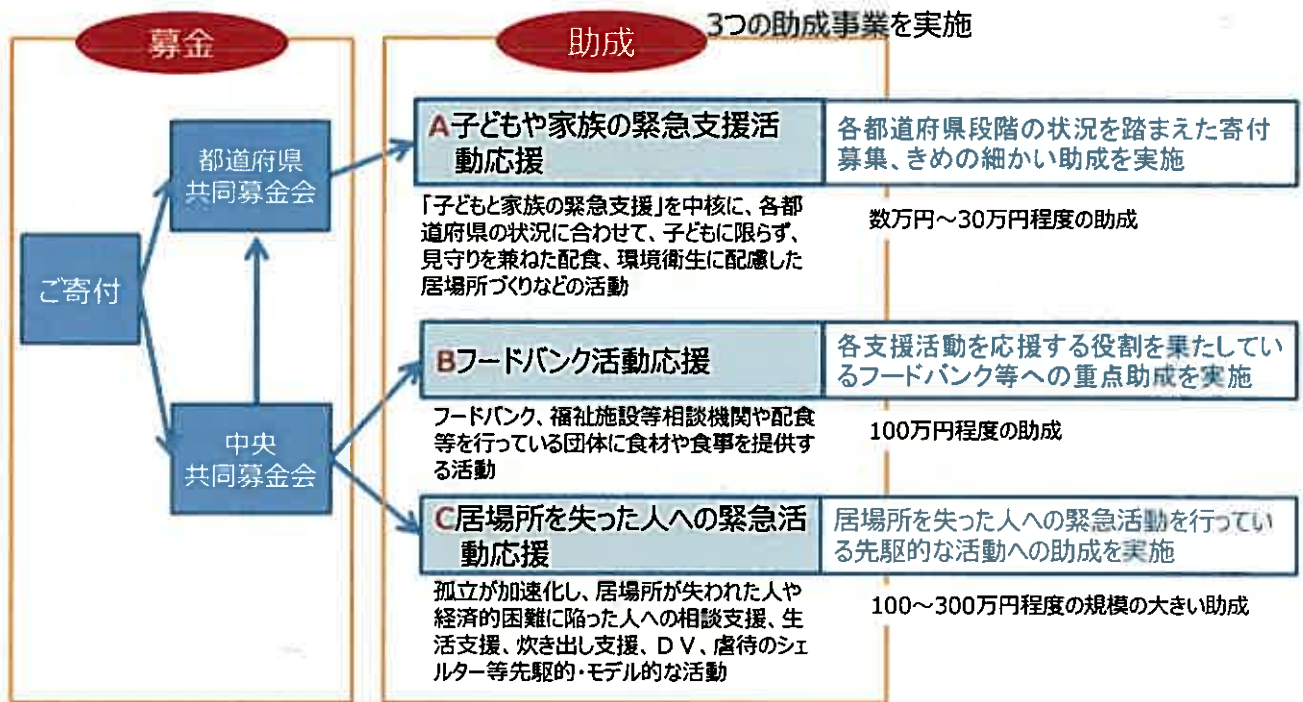 募金
助成
3つの助成事業を実施
ご寄付
都道府県
共同募金会
中央
共同募金会
A子どもや家族の緊急支援活
動応援
各都道府県段階の状況を踏まえた寄付
募集、きめの細かい助成を実施
「子どもと家族の緊急支援」を中核に、各都
道府県の状況に合わせて、子どもに限らず、
見守りを兼ねた配食、環境衛生に配慮した
居場所づくりなどの活動
数万円～30万円程度の助成
Bフードバンク活動応援
各支援活動を応援する役割を果たしてい
るフードバンク等への重点助成を実施
フードバンク、福祉施設等相談機関や配食
等を行っている団体に食材や食事を提供す
る活動
100万円程度の助成
C居場所を失った人への緊急活
動応援
居場所を失った人への緊急活動を行ってい
る先駆的な活動への助成を実施
孤立が加速化し、居場所が失われた人や
経済的困難に陥った人への相談支援、生
活支援、炊き出し支援、ＤＶ、虐待のシェ
ルター等先駆的・モデル的な活動
100～300万円程度の規模の大きい助成